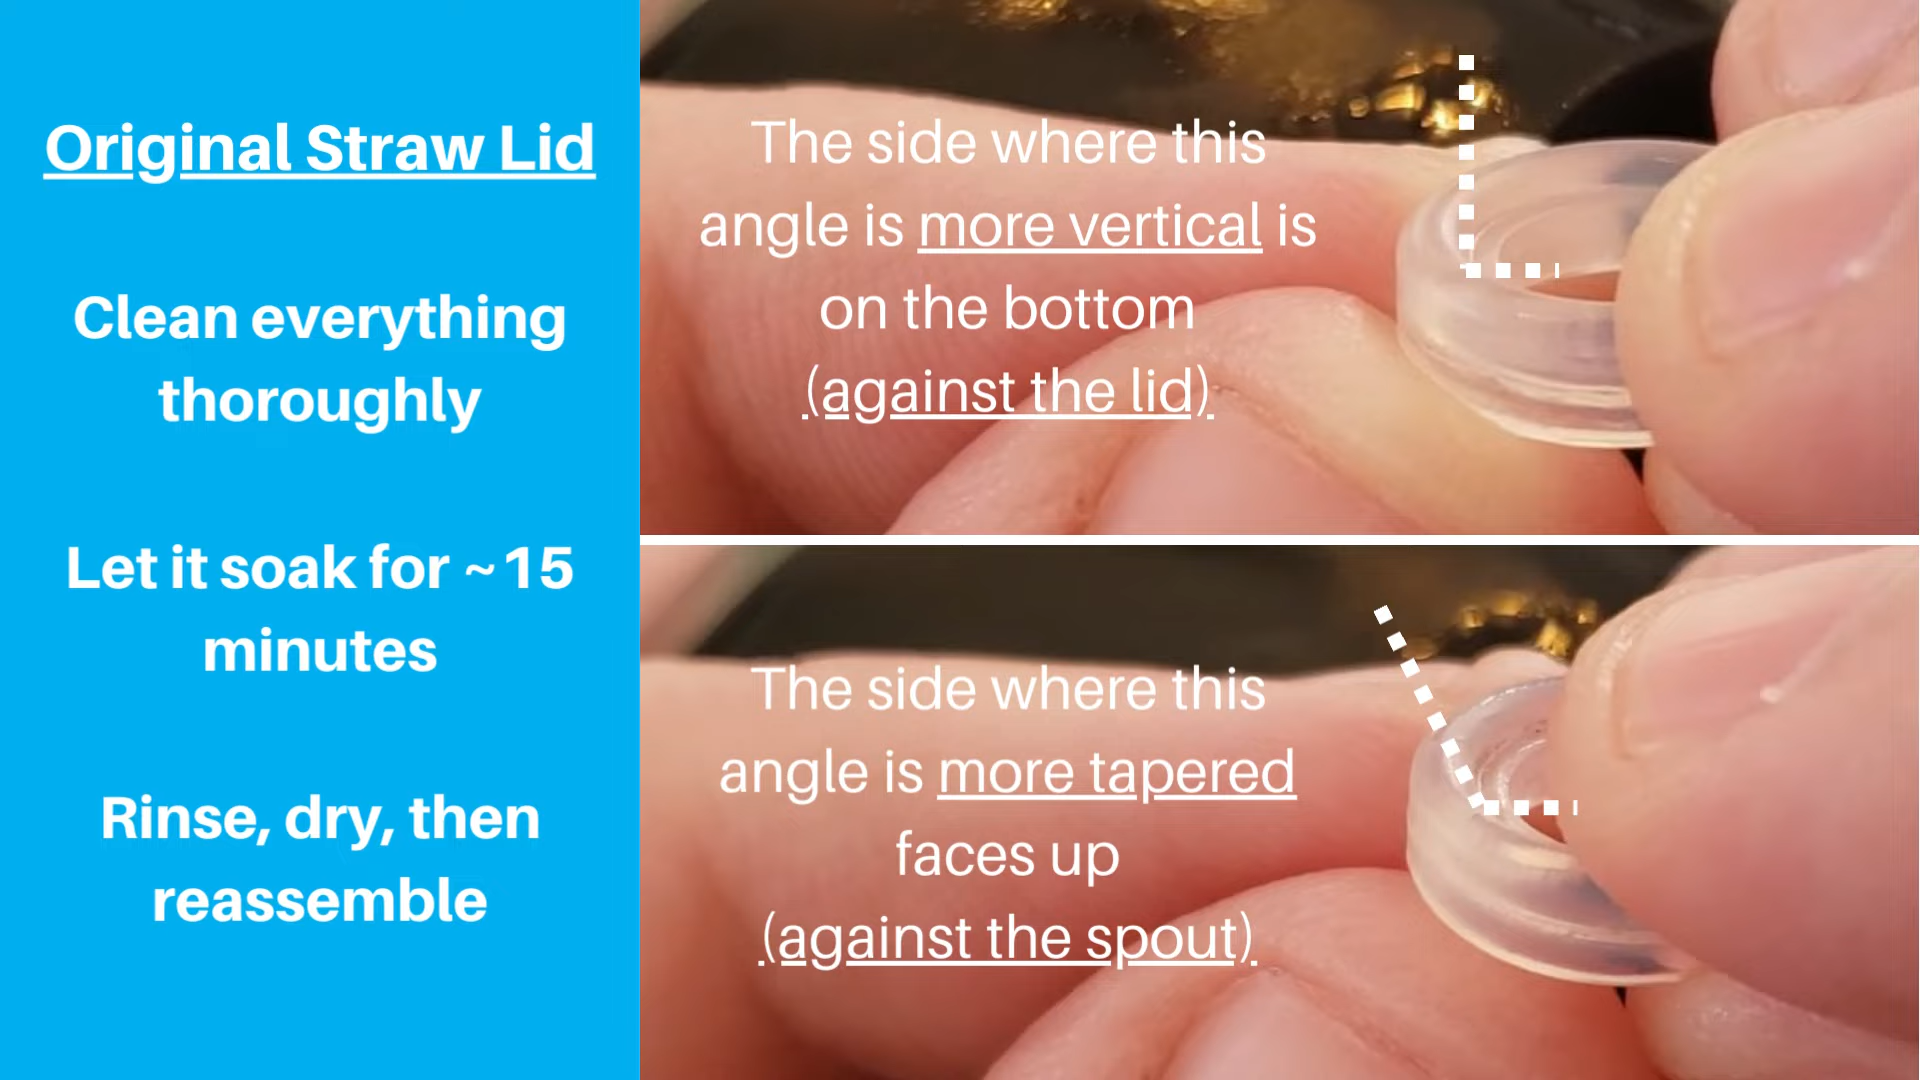 Original Straw Lid
Clean everything
thoroughly
Let it soak for ~15
minutes
Rinse, dry, then
reassemble
The side where this
angle is more vertical is
on the bottom
(against the lid)
The side where this
angle is more tapered
faces up
(against the spout)